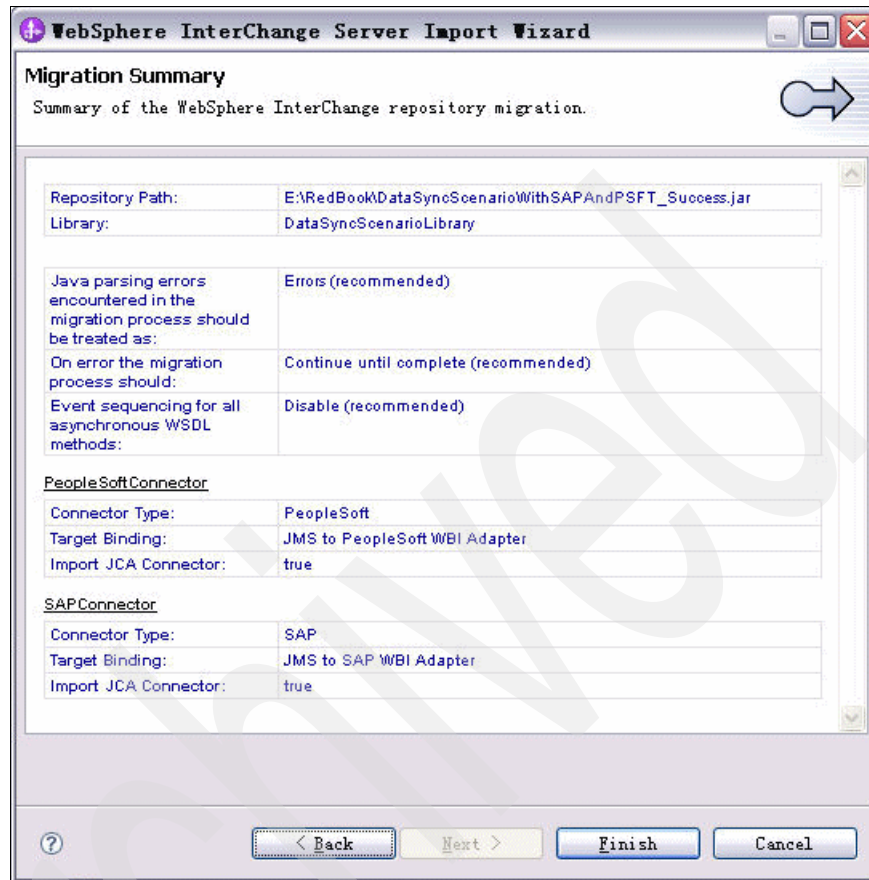 WebSphere InterChange Server Import Wizard
Migration Summary
Summary of the WebSphere InterChange repository migration.
Repository Path: E:\RedBook\DataSyncScenarioWithSAPAndPSFT_Success.jar
Library: DataSyncScenarioLibrary
Java parsing errors Errors (recommended)
encountered in the
migration process should
be treated as:
On error the migration Continue until complete (recommended)
process should:
Event sequencing for all Disable (recommended)
asynchronous WSDL
methods:
PeopleSoftConnector
Connector Type: PeopleSoft
Target Binding: JMS to PeopleSoft WBI Adapter
Import JCA Connector: true
SAPConnector
Connector Type: SAP
Target Binding: JMS to SAP WBI Adapter
Import JCA Connector: true
? < Back Next > Finish Cancel